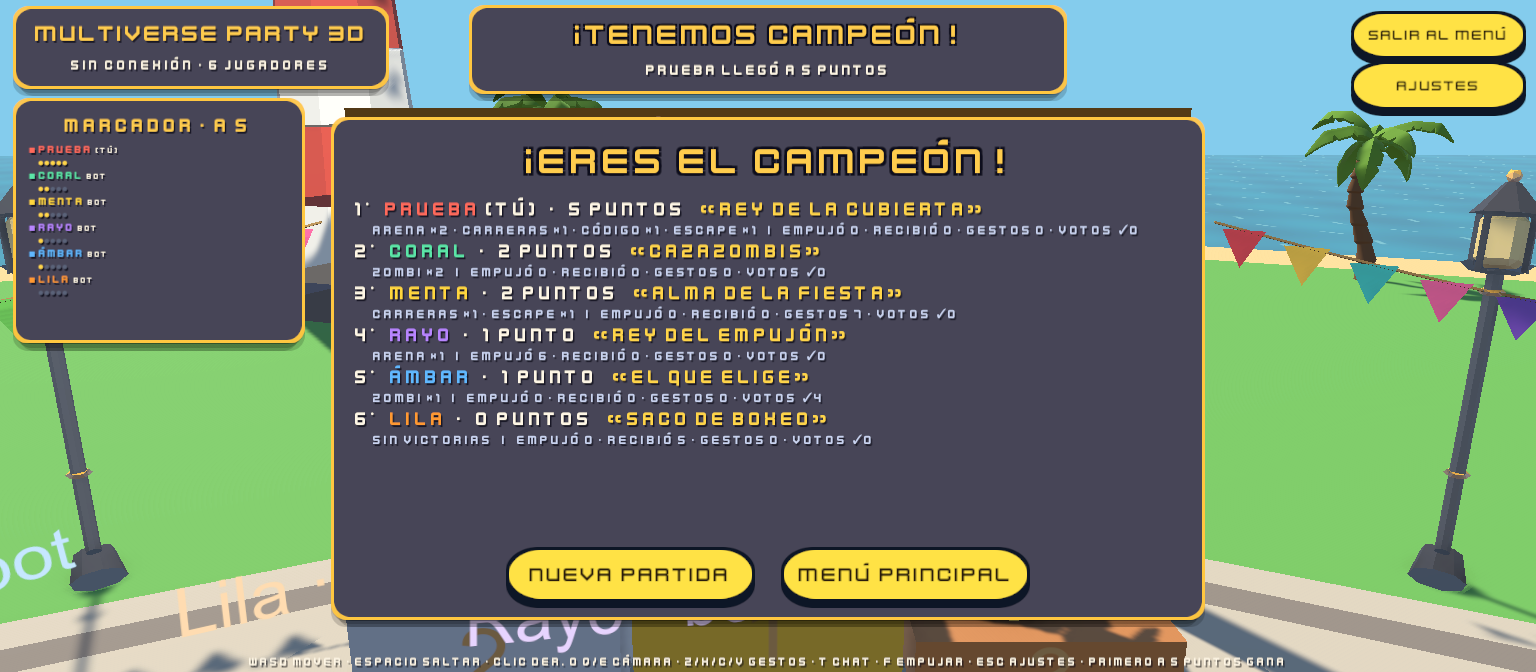 MULTIVERSE PARTY 3D
SIN CONEXIÓN · 6 JUGADORES
¡TENEMOS CAMPEÓN!
PRUEBA LLEGÓ A 5 PUNTOS
SALIR AL MENÚ
AJUSTES
MARCADOR · A 5
PRUEBA (TÚ)
CORAL BOT
MENTA BOT
RAYO BOT
ÁMBAR BOT
LILA BOT
¡ERES EL CAMPEÓN!
1° PRUEBA (TÚ) · 5 PUNTOS «REY DE LA CUBIERTA»
ARENA ×2 · CARRERAS ×1 · CÓDIGO ×1 · ESCAPE ×1 | EMPUJÓ 0 · RECIBIÓ 0 · GESTOS 0 · VOTOS ✓0
2° CORAL · 2 PUNTOS «CAZAZOMBIS»
ZOMBI ×2 | EMPUJÓ 0 · RECIBIÓ 0 · GESTOS 0 · VOTOS ✓0
3° MENTA · 2 PUNTOS «ALMA DE LA FIESTA»
CARRERAS ×1 · ESCAPE ×1 | EMPUJÓ 0 · RECIBIÓ 0 · GESTOS 7 · VOTOS ✓0
4° RAYO · 1 PUNTO «REY DEL EMPUJÓN»
ARENA ×1 | EMPUJÓ 6 · RECIBIÓ 0 · GESTOS 0 · VOTOS ✓0
5° ÁMBAR · 1 PUNTO «EL QUE ELIGE»
ZOMBI ×1 | EMPUJÓ 0 · RECIBIÓ 0 · GESTOS 0 · VOTOS ✓4
6° LILA · 0 PUNTOS «SACO DE BOXEO»
SIN VICTORIAS | EMPUJÓ 0 · RECIBIÓ 5 · GESTOS 0 · VOTOS ✓0
NUEVA PARTIDA
MENÚ PRINCIPAL
bot
Lila ·
Rayo
WASD MOVER · ESPACIO SALTAR · CLIC DER. O Q/E CÁMARA · Z/X/C/V GESTOS · T CHAT · F EMPUJAR · ESC AJUSTES · PRIMERO A 5 PUNTOS GANA